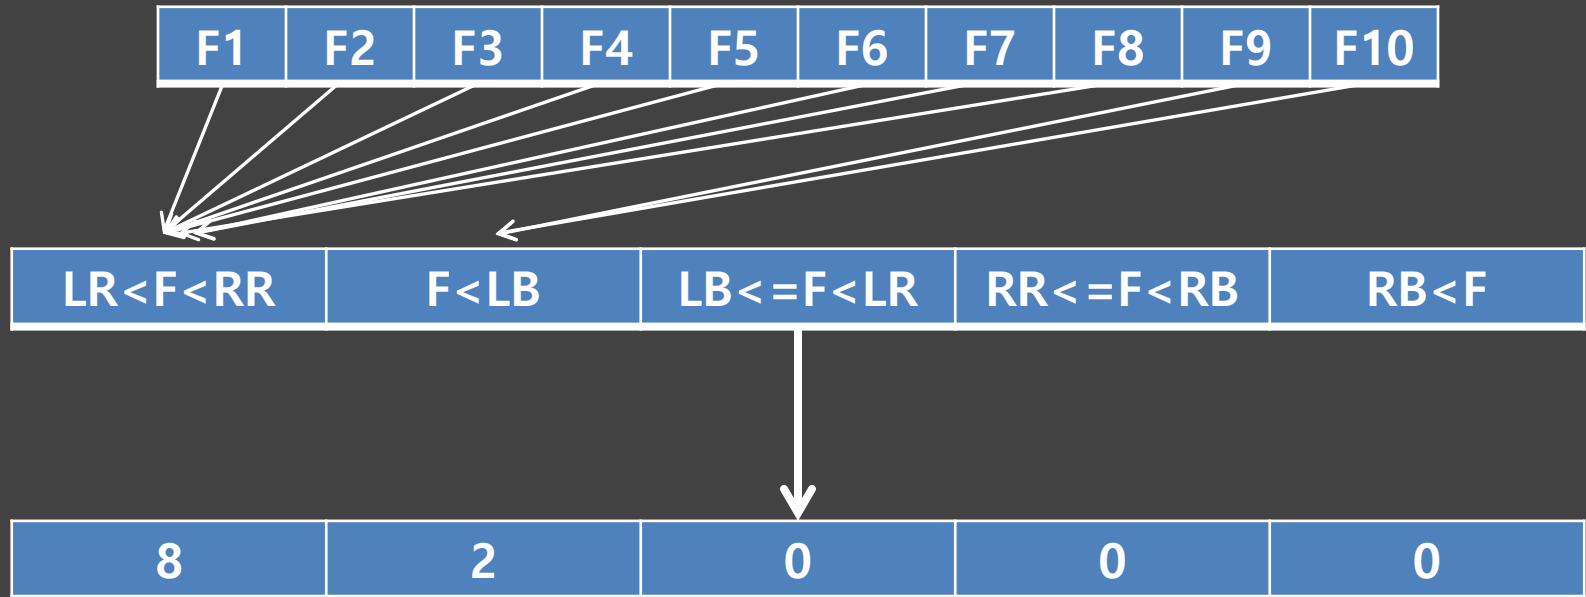 F1 F2 F3 F4 F5 F6 F7 F8 F9 F10
LR<F<RR F<LB LB<=F<LR RR<=F<RB RB<F
8 2 0 0 0